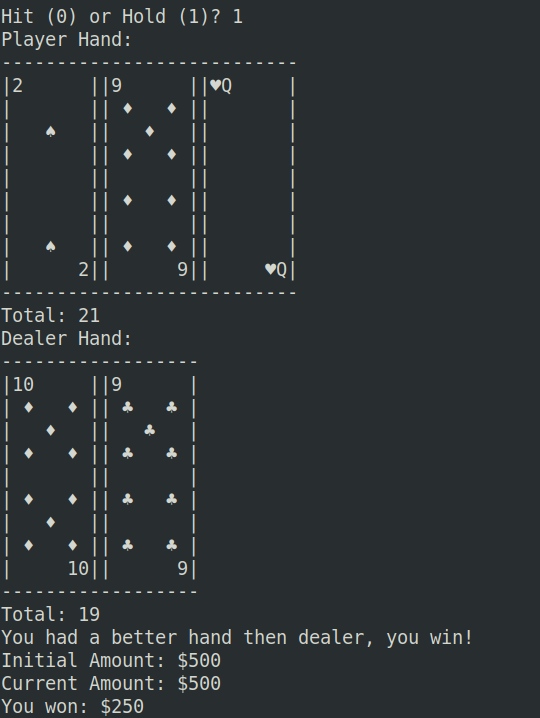 Hit (0) or Hold (1)? 1
Player Hand:
---------------------------
|2      ||9      ||♥Q     |
|       || ♦   ♦ ||       |
|   ♠   ||   ♦   ||       |
|       || ♦   ♦ ||       |
|       ||       ||       |
|       || ♦   ♦ ||       |
|       ||       ||       |
|   ♠   || ♦   ♦ ||       |
|      2||      9||     ♥Q|
---------------------------
Total: 21
Dealer Hand:
------------------
|10     ||9      |
| ♦   ♦ || ♣   ♣ |
|   ♦   ||   ♣   |
| ♦   ♦ || ♣   ♣ |
|       ||       |
| ♦   ♦ || ♣   ♣ |
|   ♦   ||       |
| ♦   ♦ || ♣   ♣ |
|     10||      9|
------------------
Total: 19
You had a better hand then dealer, you win!
Initial Amount: $500
Current Amount: $500
You won: $250